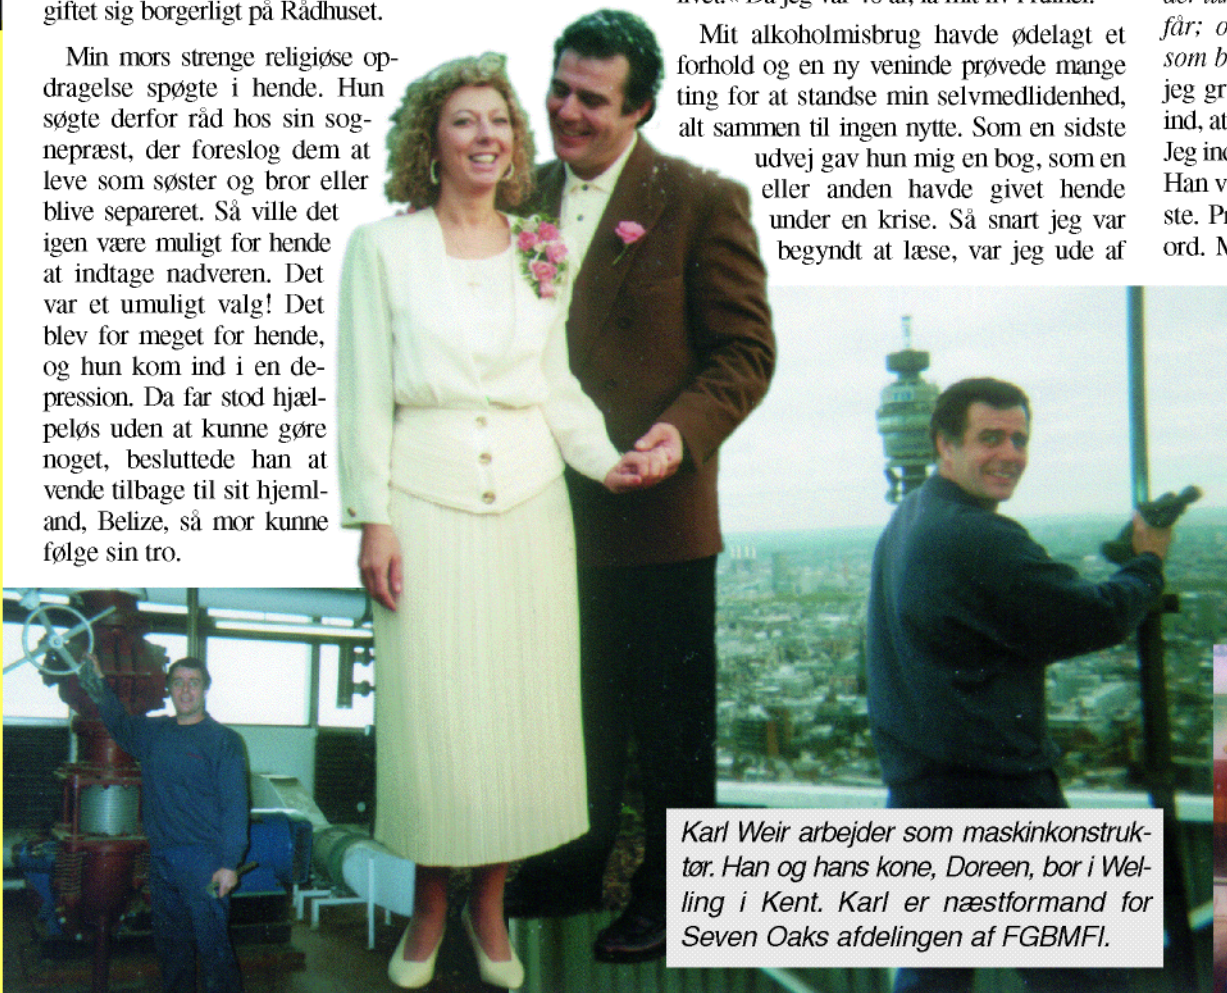 giftet sig borgerligt på Rådhuset.
Min mors strenge religiøse op-
dragelse spøgte i hende. Hun
søgte derfor råd hos sin sog-
nepræst, der foreslog dem at
leve som søster og bror eller
blive separeret. Så ville det
igen være muligt for hende
at indtage nadveren. Det
var et umuligt valg! Det
blev for meget for hende,
og hun kom ind i en de-
pression. Da far stod hjæl-
peløs uden at kunne gøre
noget, besluttede han at
vende tilbage til sit hjeml-
and, Belize, så mor kunne
følge sin tro.
Mit alkoholmisbrug havde ødelagt et
forhold og en ny veninde prøvede mange
ting for at standse min selvmedlidenhed,
alt sammen til ingen nytte. Som en sidste
udvej gav hun mig en bog, som en
eller anden havde givet hende
under en krise. Så snart jeg var
begyndt at læse, var jeg ude af
får;
som
jeg
ind, at
Jeg
Han
ste.
ord.
Karl Weir arbejder som maskinkonstruk-
tør. Han og hans kone, Doreen, bor i Wel-
ling i Kent. Karl er næstformand for
Seven Oaks afdelingen af FGBMFI.